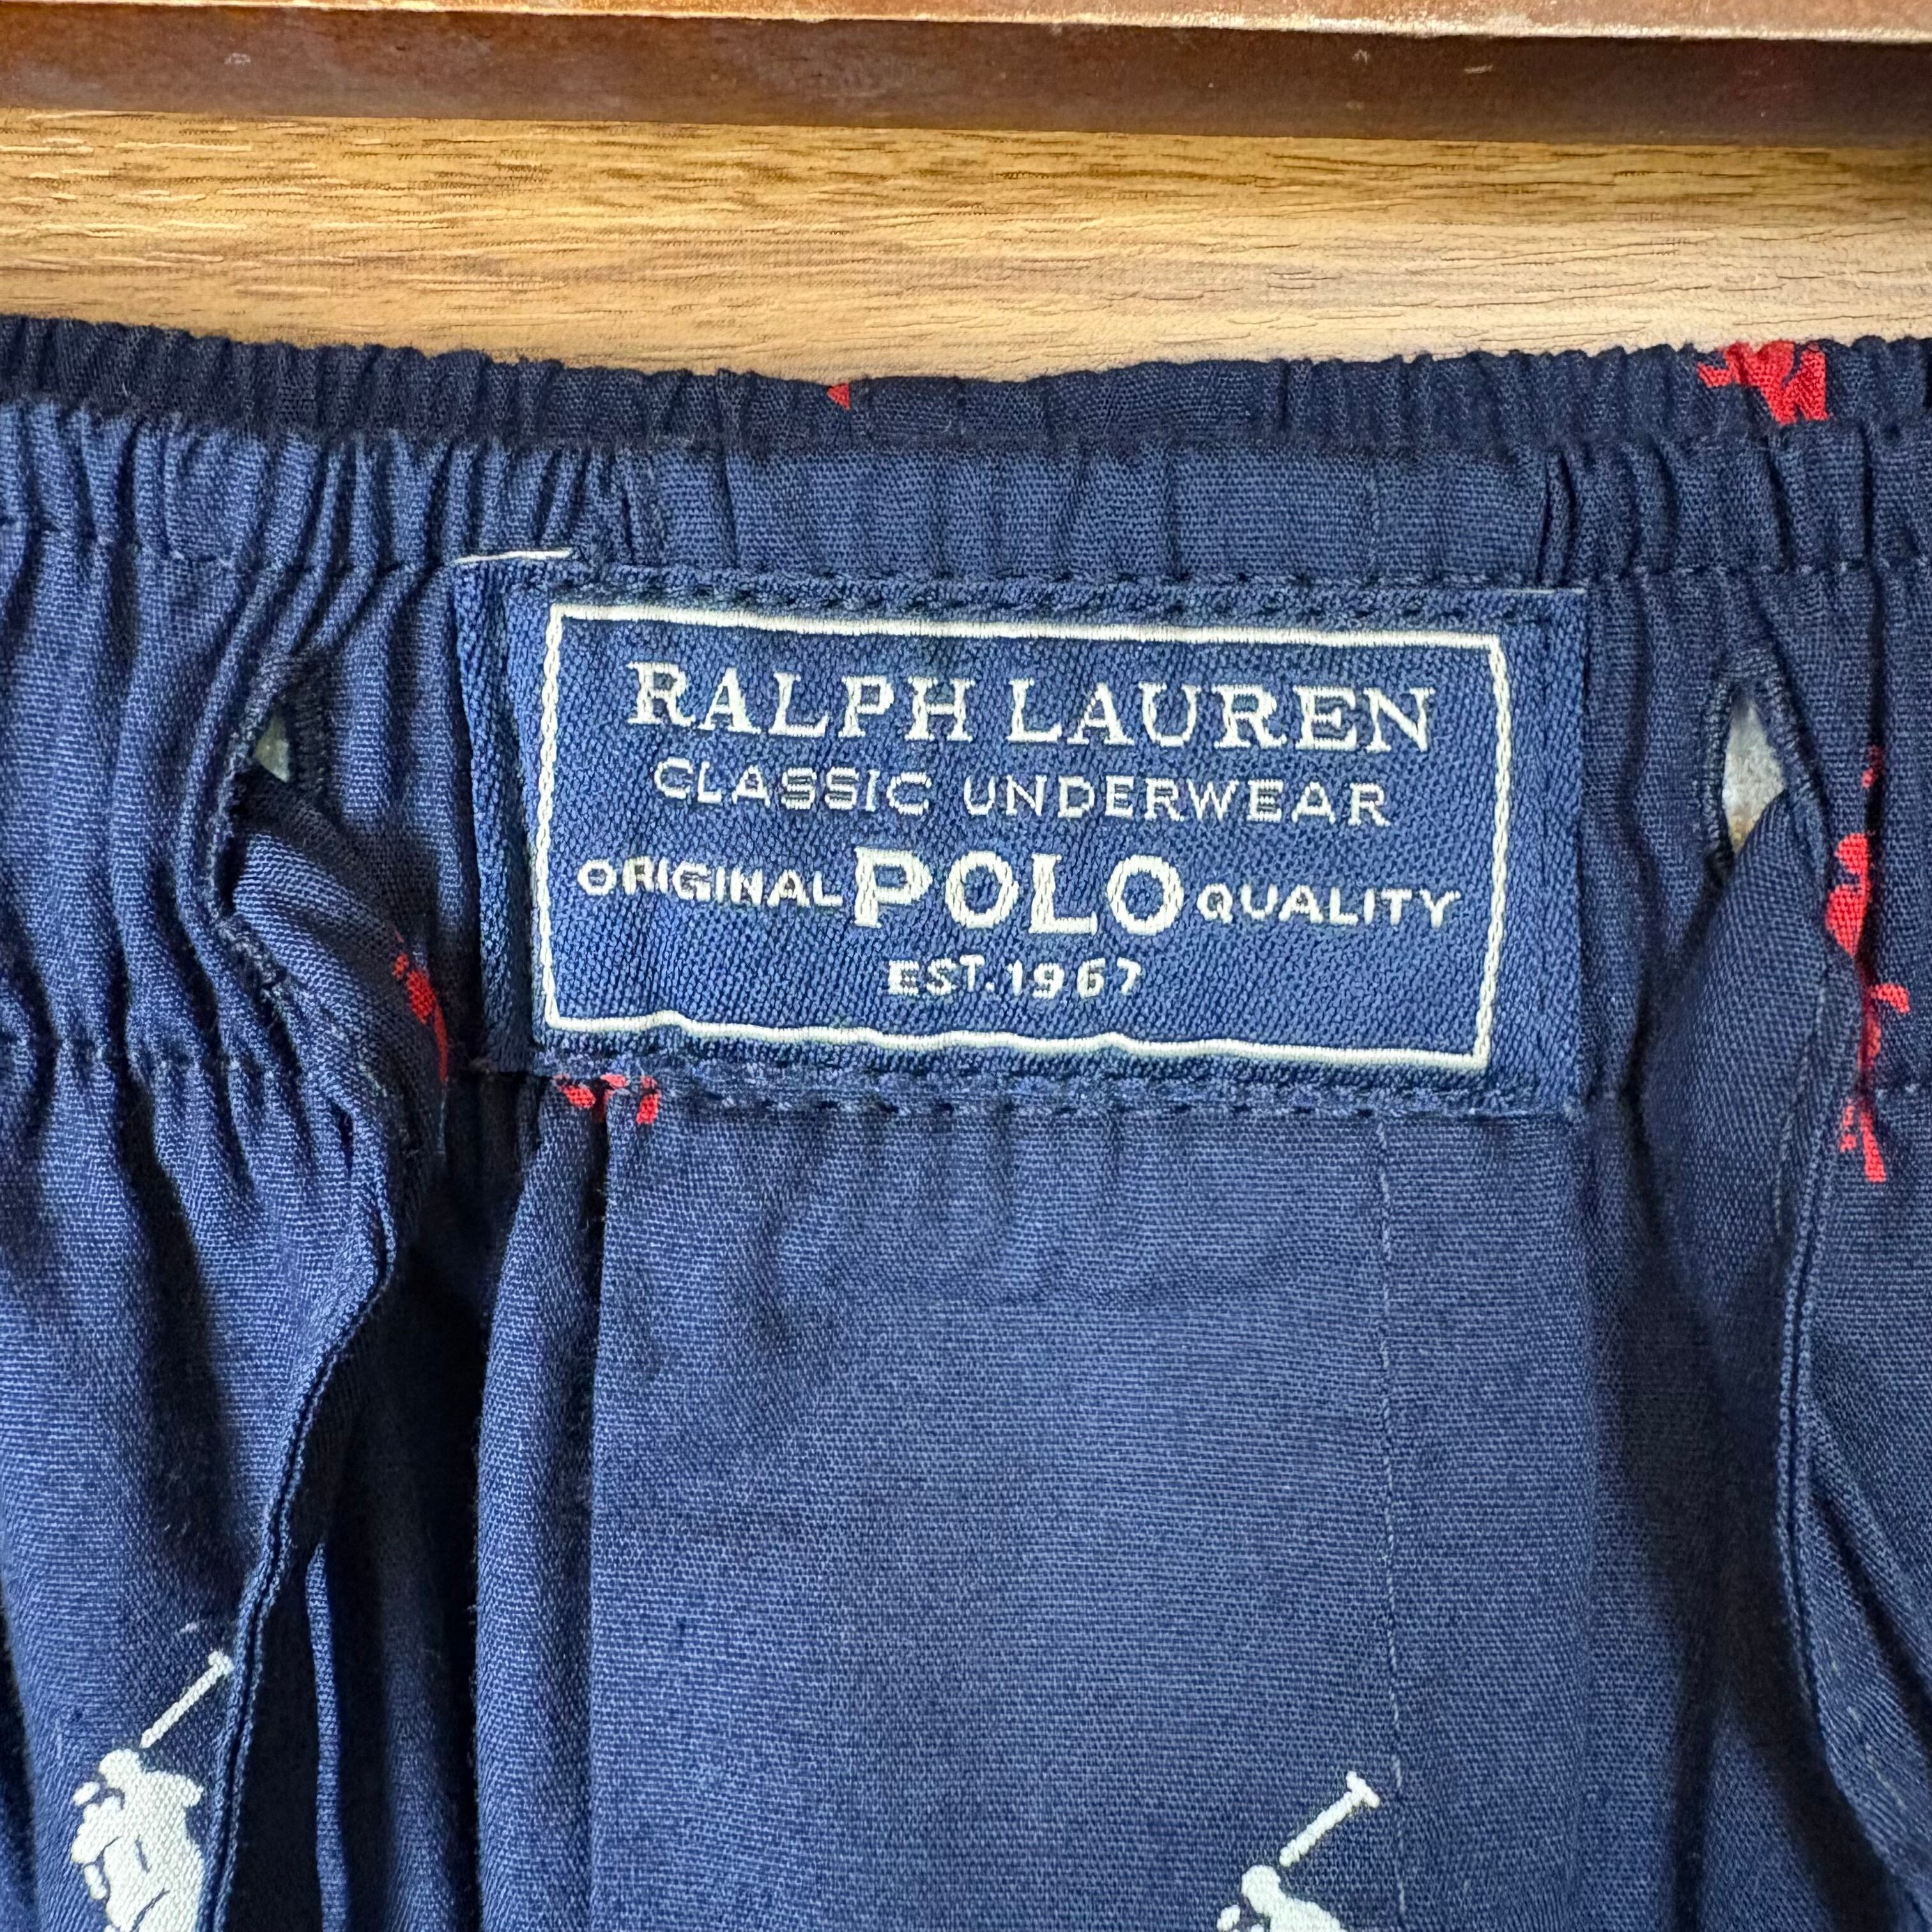 RALPH LAUREN
CLASSIC UNDERWEAR
ORIGINAL POLO QUALITY
EST.1967